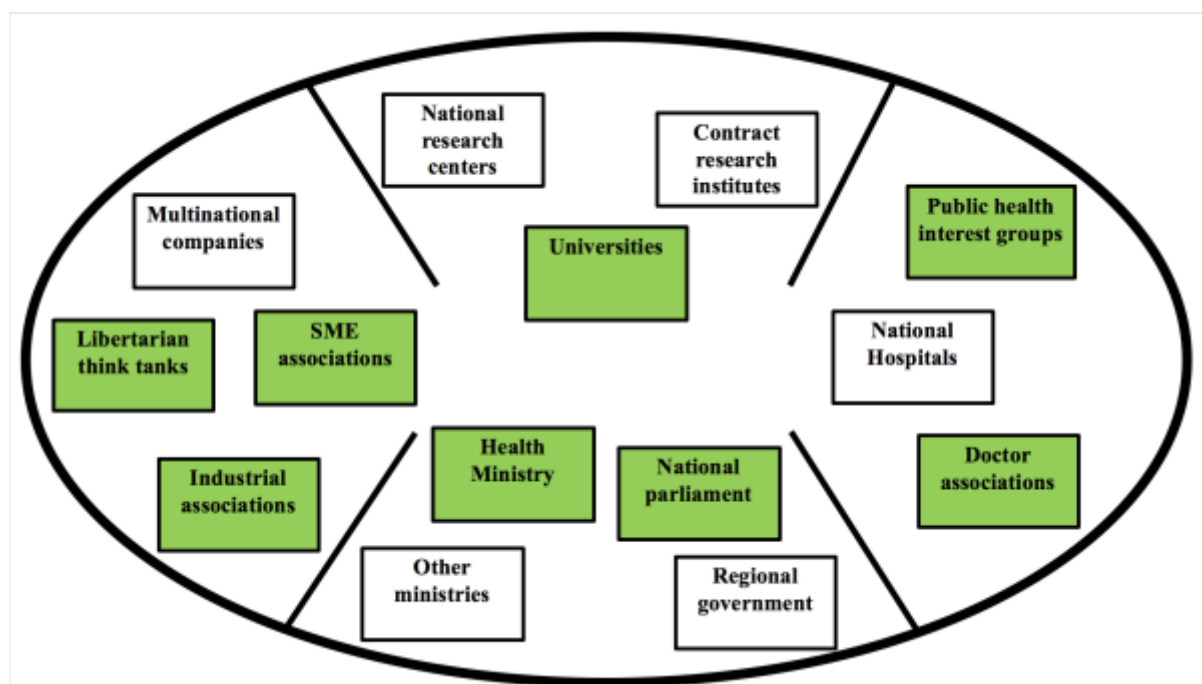 National
research
centers
Contract
research
institutes
Multinational
companies
Public health
interest groups
Universities
Libertarian
think tanks
SME
associations
National
Hospitals
Health
Ministry
National
parliament
Industrial
associations
Doctor
associations
Other
ministries
Regional
government